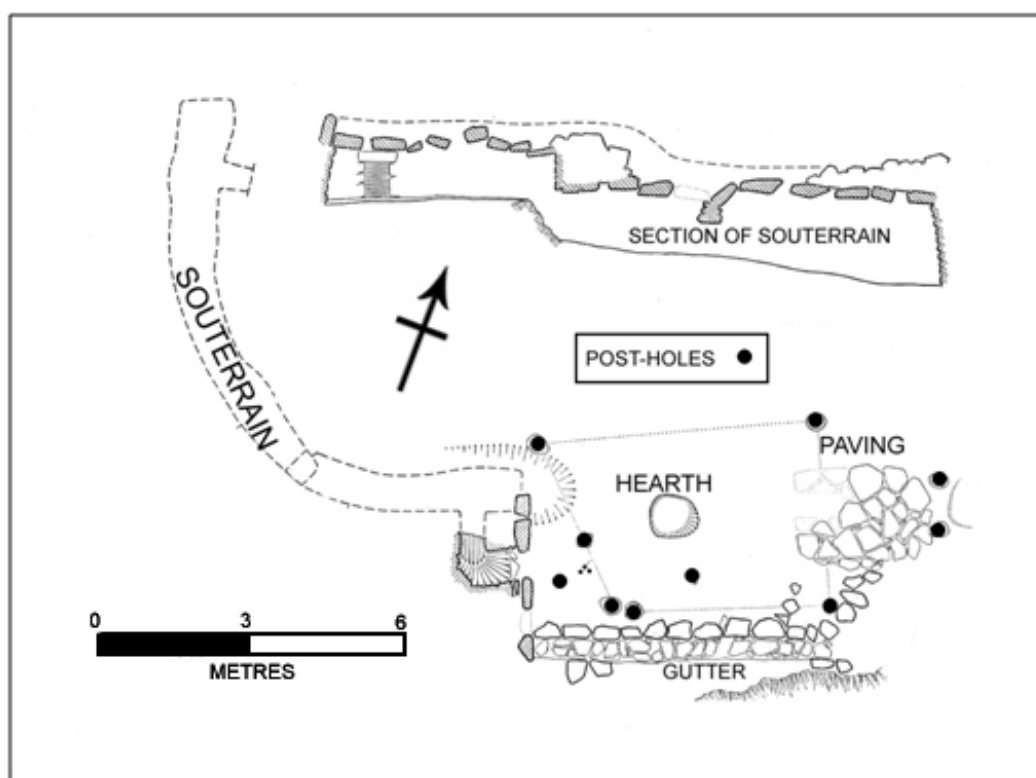 SECTION OF SOUTERRAIN
SOUTERRAIN
POST-HOLES
PAVING
HEARTH
0 3 6
METRES
GUTTER